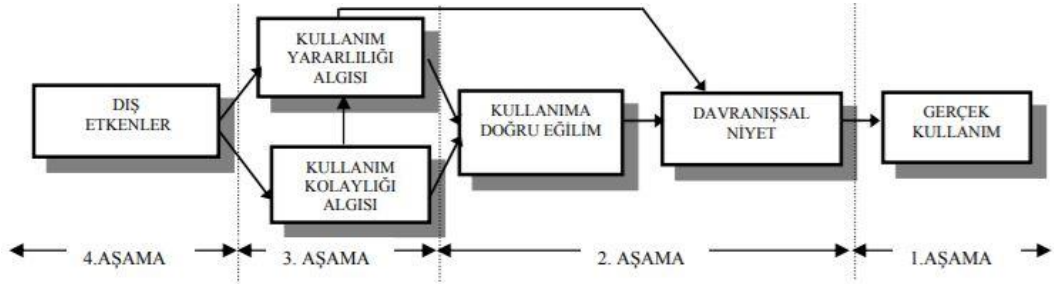 DIŞ
ETKENLER
KULLANIM
YARARLILIĞI
ALGISI
KULLANIM
KOLAYLIĞI
ALGISI
KULLANIMA
DOĞRU EĞİLİM
DAVRANIŞSAL
NİYET
GERÇEK
KULLANIM
4.AŞAMA
3. AŞAMA
2. AŞAMA
1.AŞAMA